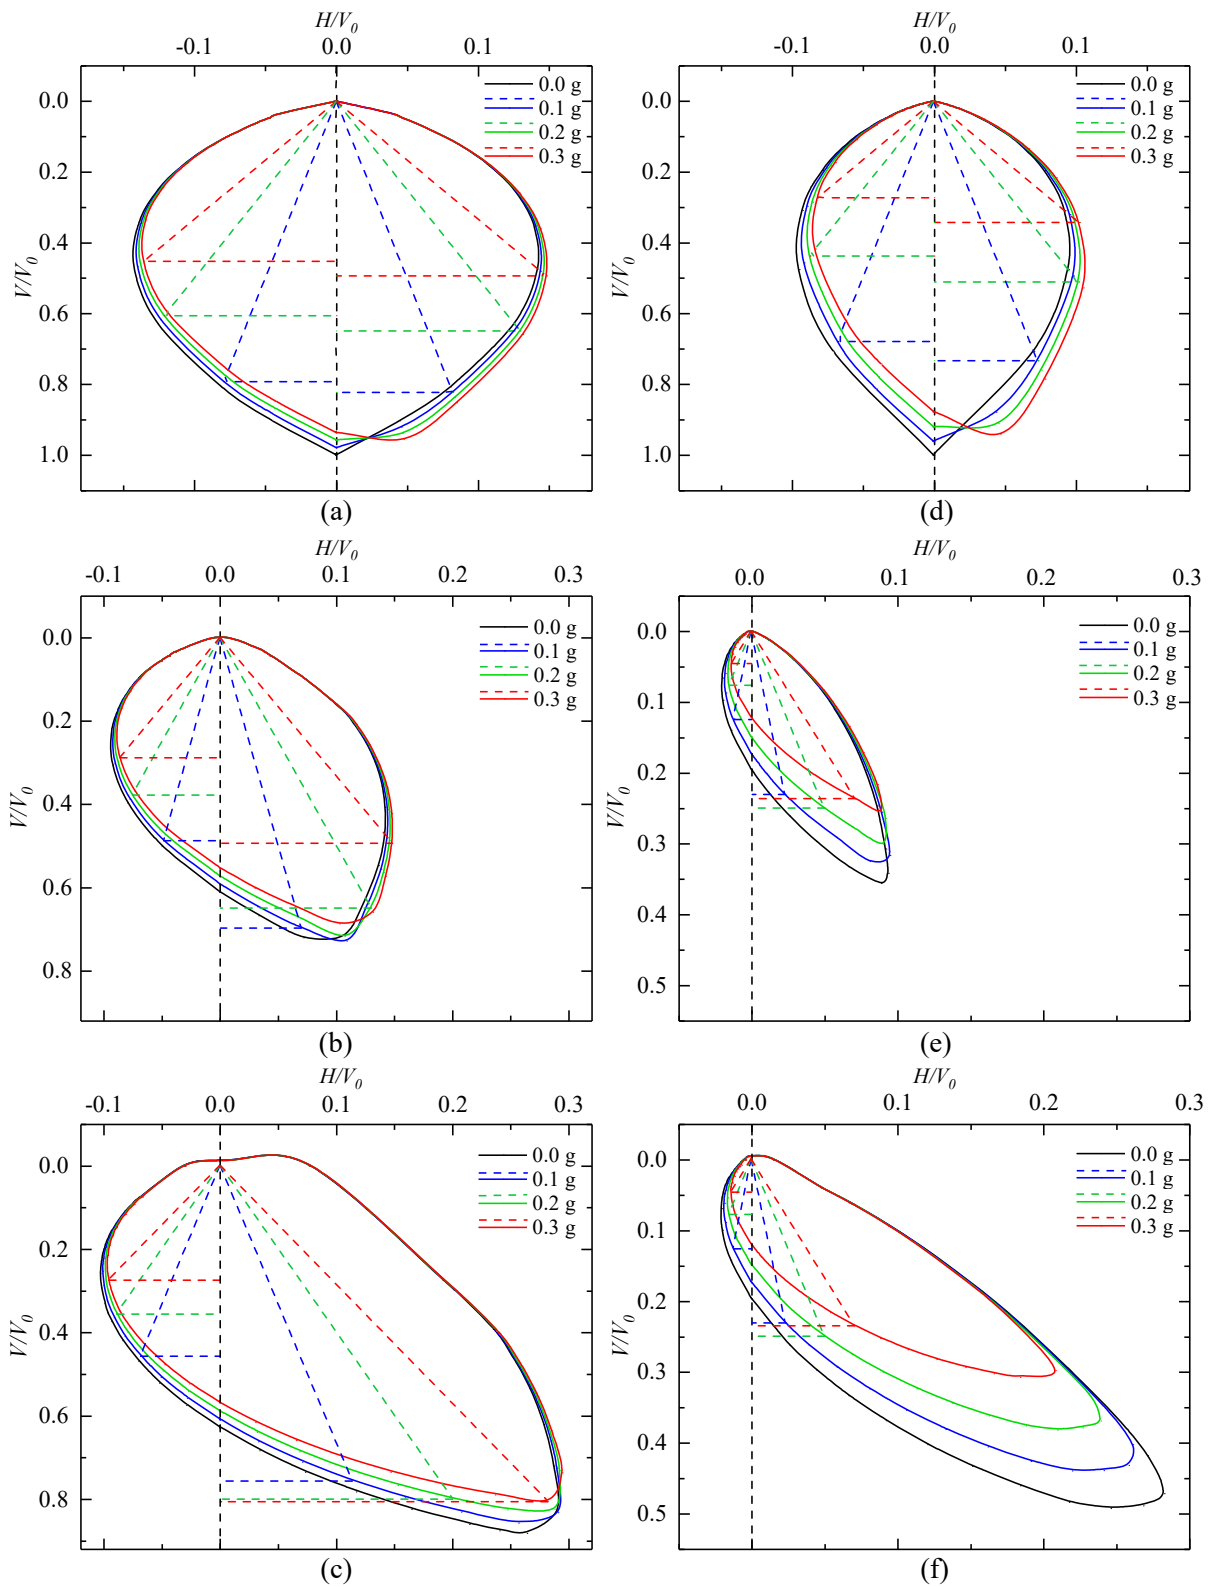 H/V0
-0.1 0.0 0.1
0.0
0.2
0.4
0.6
0.8
1.0
V/V0
0.0 g
0.1 g
0.2 g
0.3 g
(a)
H/V0
-0.1 0.0 0.1
0.0
0.2
0.4
0.6
0.8
1.0
V/V0
0.0 g
0.1 g
0.2 g
0.3 g
(d)
H/V0
-0.1 0.0 0.1 0.2 0.3
0.0
0.2
0.4
0.6
0.8
V/V0
0.0 g
0.1 g
0.2 g
0.3 g
(b)
H/V0
0.0 0.1 0.2 0.3
0.0
0.1
0.2
0.3
0.4
0.5
V/V0
0.0 g
0.1 g
0.2 g
0.3 g
(e)
H/V0
-0.1 0.0 0.1 0.2 0.3
0.0
0.2
0.4
0.6
0.8
V/V0
0.0 g
0.1 g
0.2 g
0.3 g
(c)
H/V0
0.0 0.1 0.2 0.3
0.0
0.1
0.2
0.3
0.4
0.5
V/V0
0.0 g
0.1 g
0.2 g
0.3 g
(f)